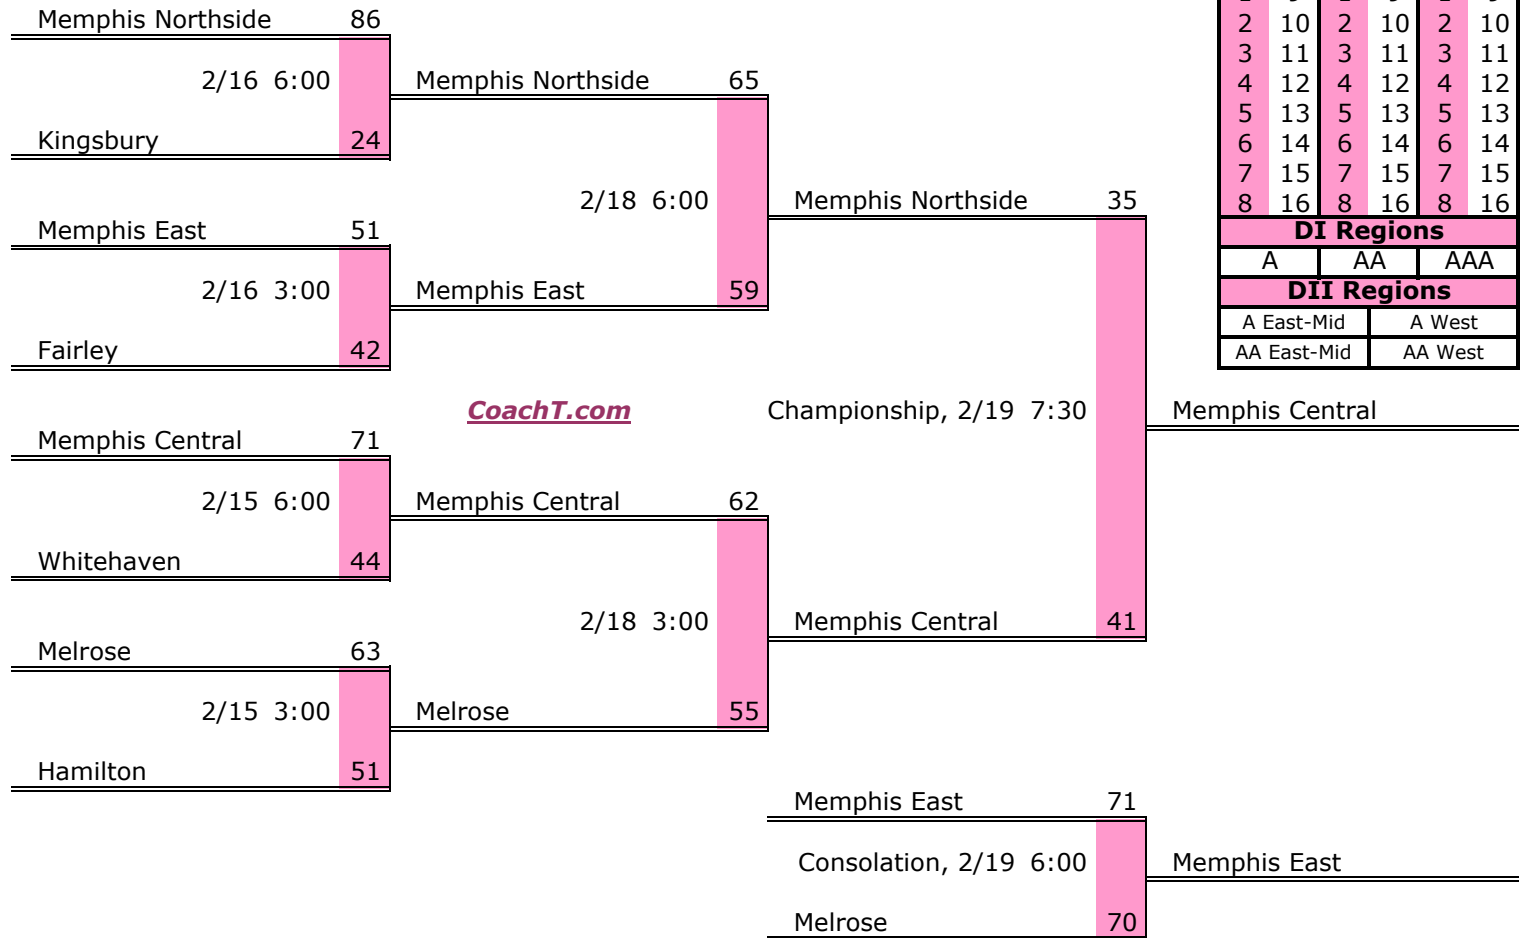 Memphis Northside 86
2/16 6:00
Kingsbury 24
Memphis Northside 65
Memphis East 51
2/16 3:00
Fairley 42
Memphis East 59
2/18 6:00
Memphis Northside 35
CoachT.com
Championship, 2/19 7:30
Memphis Central
Memphis Central 71
2/15 6:00
Whitehaven 44
Memphis Central 62
2/18 3:00
Memphis Central 41
Melrose 63
2/15 3:00
Hamilton 51
Melrose 55
Memphis East 71
Consolation, 2/19 6:00
Memphis East
Melrose 70
2 10 2 10 2 10
3 11 3 11 3 11
4 12 4 12 4 12
5 13 5 13 5 13
6 14 6 14 6 14
7 15 7 15 7 15
8 16 8 16 8 16
DI Regions
A AA AAA
DII Regions
A East-Mid A West
AA East-Mid AA West